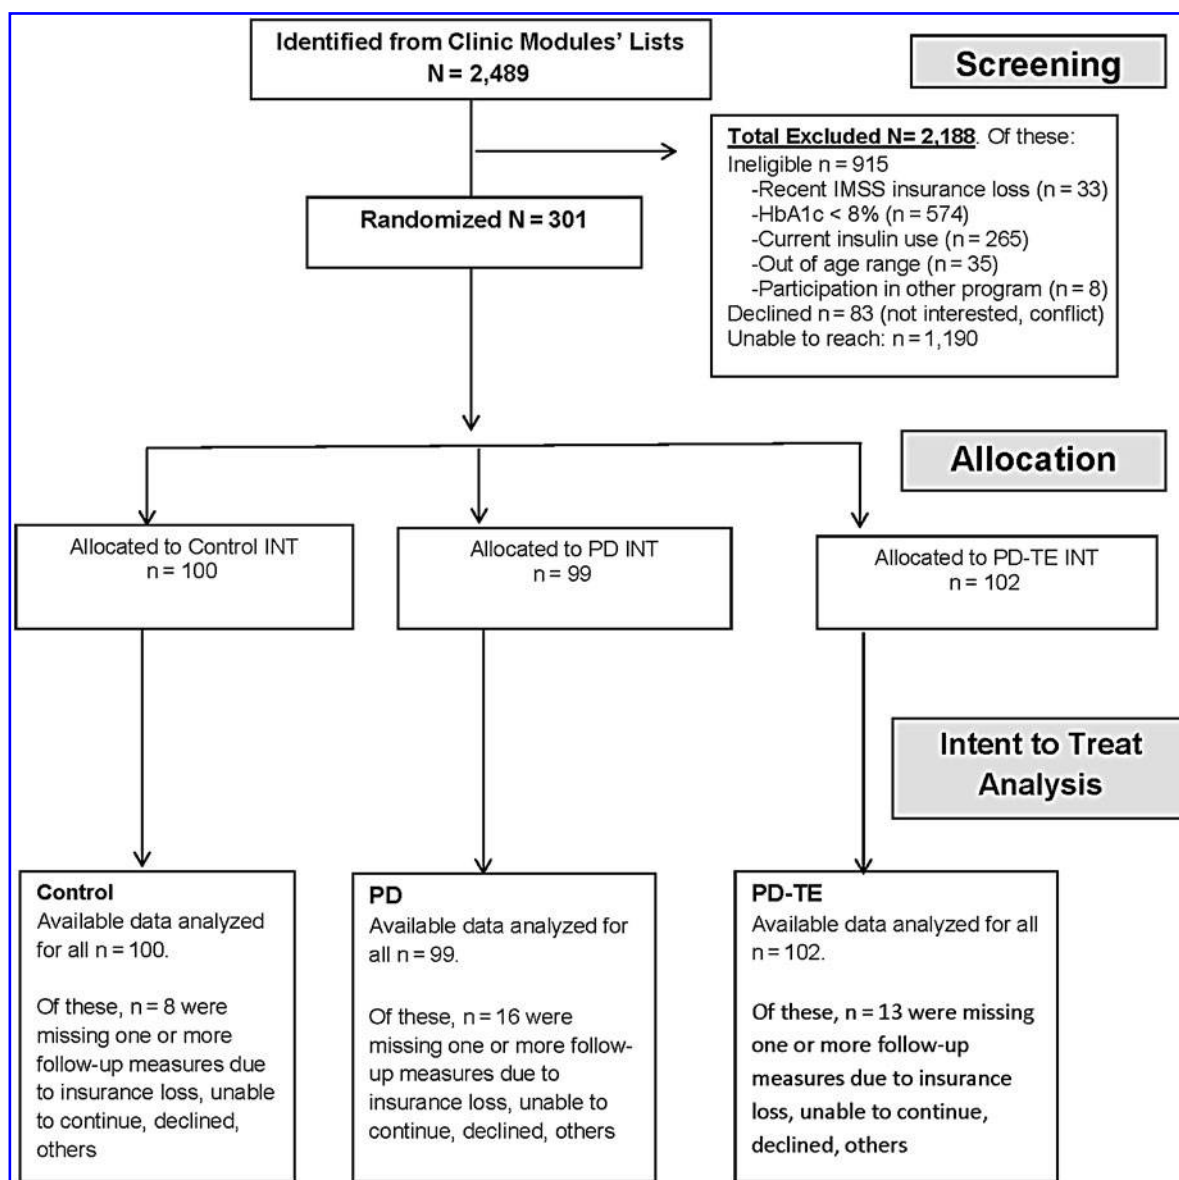 Identified from Clinic Modules' Lists
N = 2,489
Screening
Total Excluded N= 2,188. Of these:
Ineligible n = 915
-Recent IMSS insurance loss (n = 33)
-HbA1c < 8% (n = 574)
-Current insulin use (n = 265)
-Out of age range (n = 35)
-Participation in other program (n = 8)
Declined n = 83 (not interested, conflict)
Unable to reach: n = 1,190
Randomized N = 301
Allocation
Allocated to Control INT
n = 100
Allocated to PD INT
n = 99
Allocated to PD-TE INT
n = 102
Intent to Treat
Analysis
Control
Available data analyzed
for all n = 100.
Of these, n = 8 were
missing one or more
follow-up measures due
to insurance loss, unable
to continue, declined,
others
PD
Available data analyzed for
all n = 99.
Of these, n = 16 were
missing one or more follow-
up measures due to
insurance loss, unable to
continue, declined, others
PD-TE
Available data analyzed for all
n = 102.
Of these, n = 13 were missing
one or more follow-up
measures due to insurance
loss, unable to continue,
declined, others